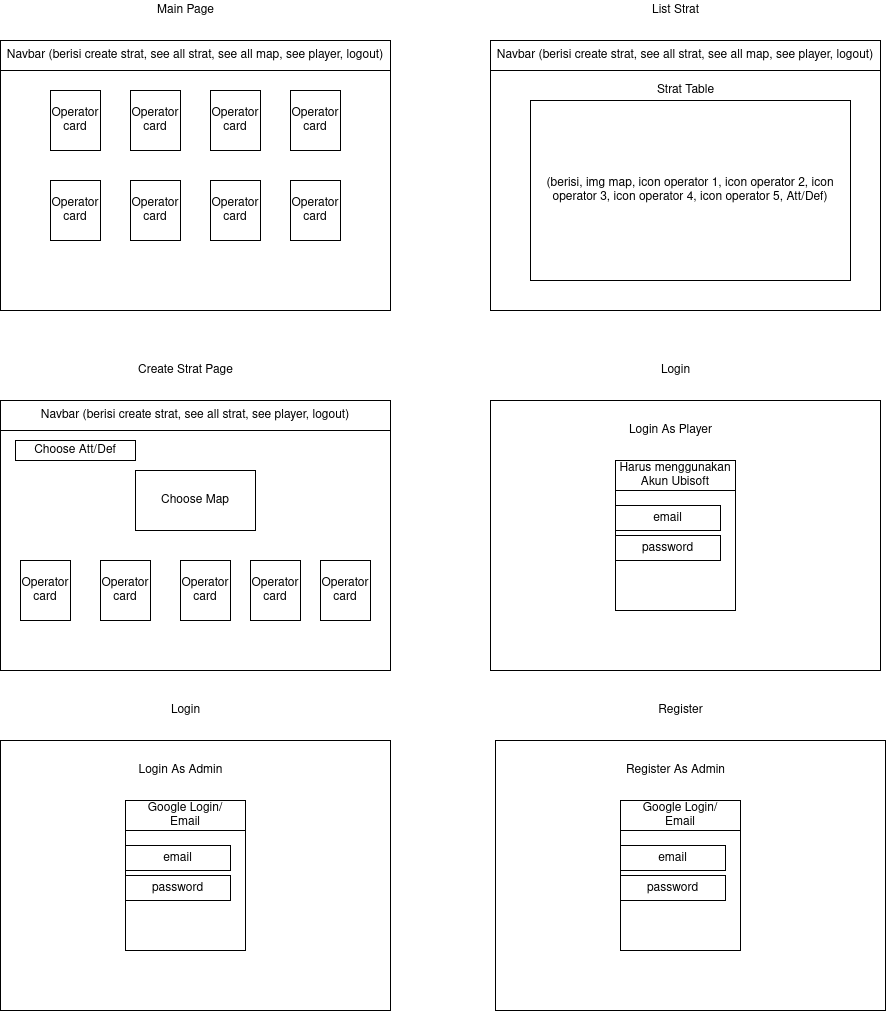 Main Page
Navbar (berisi create strat, see all strat, see all map, see player, logout)
Operator
card
Operator
card
Operator
card
Operator
card
Operator
card
Operator
card
Operator
card
Operator
card
List Strat
Navbar (berisi create strat, see all strat, see all map, see player, logout)
Strat Table
(berisi, img map, icon operator 1, icon operator 2, icon
operator 3, icon operator 4, icon operator 5, Att/Def)
Create Strat Page
Navbar (berisi create strat, see all strat, see player, logout)
Choose Att/Def
Choose Map
Operator
card
Operator
card
Operator
card
Operator
card
Operator
card
Login
Login As Player
Harus menggunakan
Akun Ubisoft
email
password
Login
Login As Admin
Google Login/
Email
email
password
Register
Register As Admin
Google Login/
Email
email
password